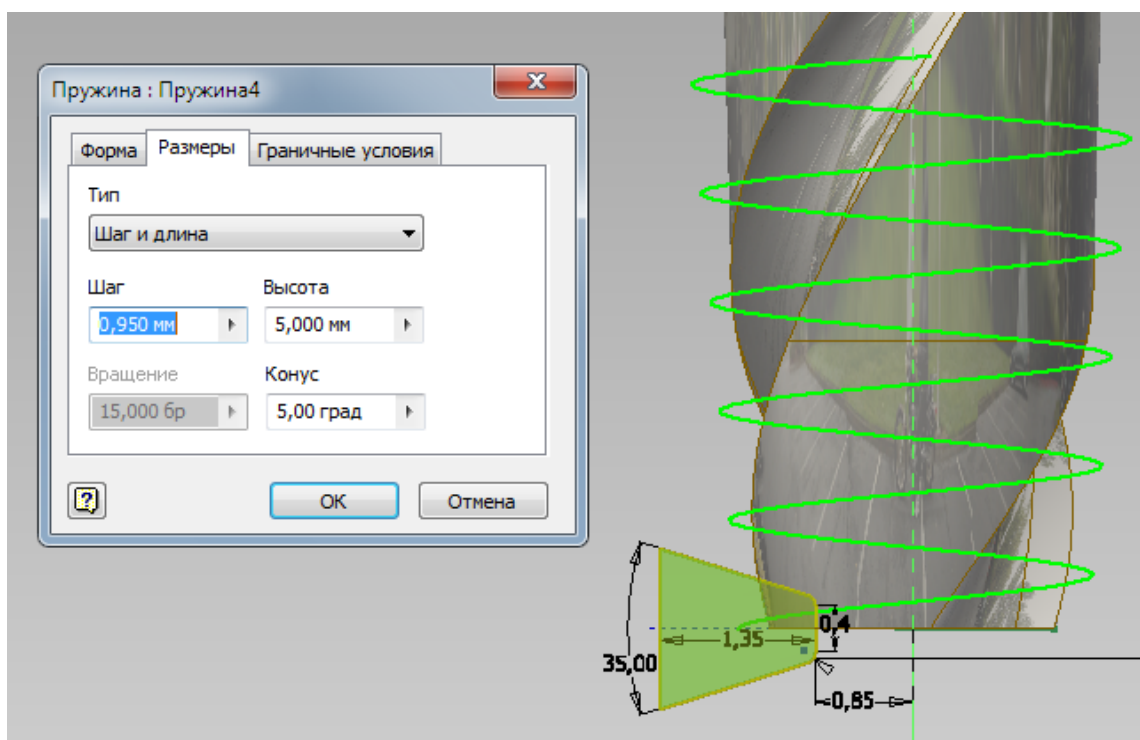 Пружина : Пружина4
Форма Размеры Граничные условия
Тип
Шаг и длина
Шаг Высота
0,950 мм 5,000 мм
Вращение Конус
15,000 бр 5,00 град
? OK Отмена
0,4
1,35
35,00
0,85